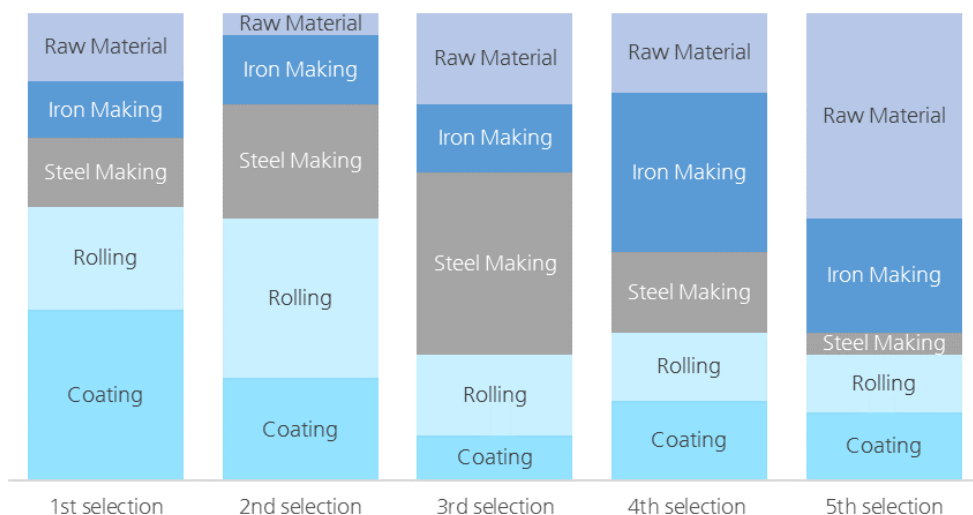 Raw Material
Iron Making
Steel Making
Rolling
Coating
1st selection
Raw Material
Iron Making
Steel Making
Rolling
Coating
2nd selection
Raw Material
Iron Making
Steel Making
Rolling
Coating
3rd selection
Raw Material
Iron Making
Steel Making
Rolling
Coating
4th selection
Raw Material
Iron Making
Steel Making
Rolling
Coating
5th selection